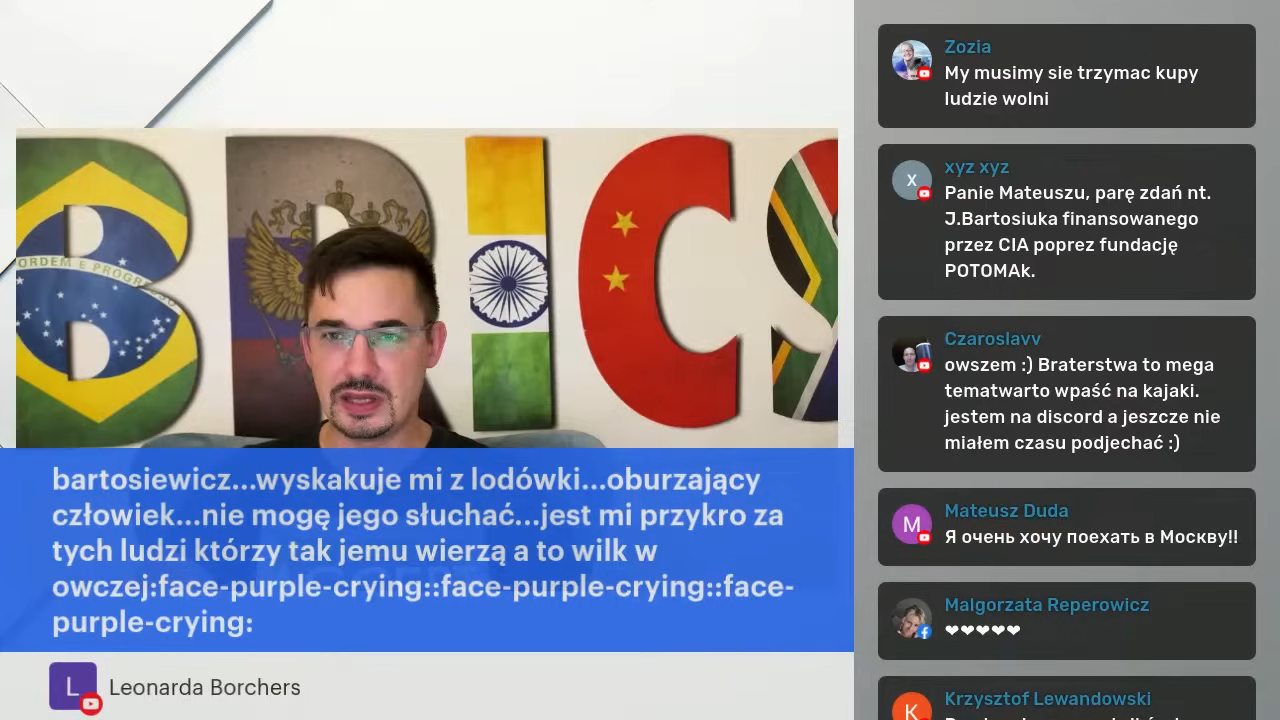 BRICS
ORDEM E PROGR
bartosiewicz...wyskakuje mi z lodówki...oburzający
człowiek...nie mogę jego słuchać...jest mi przykro za
tych ludzi którzy tak jemu wierzą a to wilk w
owczej:face-purple-crying::face-purple-crying::face-
purple-crying:
L
Leonarda Borchers
Zozia
My musimy sie trzymac kupy
ludzie wolni
x
xyz xyz
Panie Mateuszu, parę zdań nt.
J.Bartosiuka finansowanego
przez CIA poprzez fundację
POTOMAk.
Czaroslavv
owszem :) Braterstwa to mega
tematwarto wpaść na kajaki.
jestem na discord a jeszcze nie
miałem czasu podjechać :)
M
Mateusz Duda
Я очень хочу поехать в Москву!!
Malgorzata Reperowicz
❤❤❤❤❤
K
Krzysztof Lewandowski